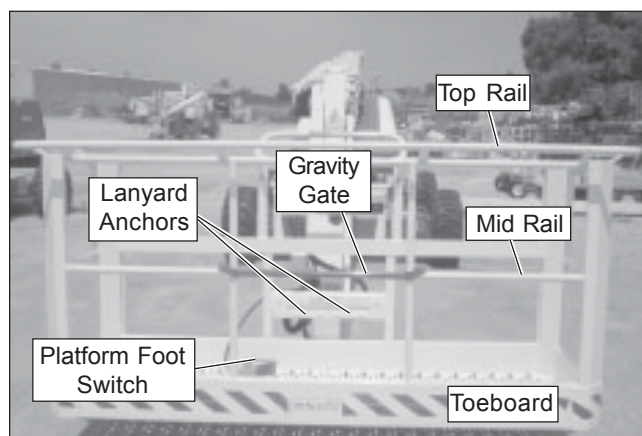 Top Rail
Gravity
Gate
Lanyard
Anchors
Mid Rail
Platform Foot
Switch
Toeboard